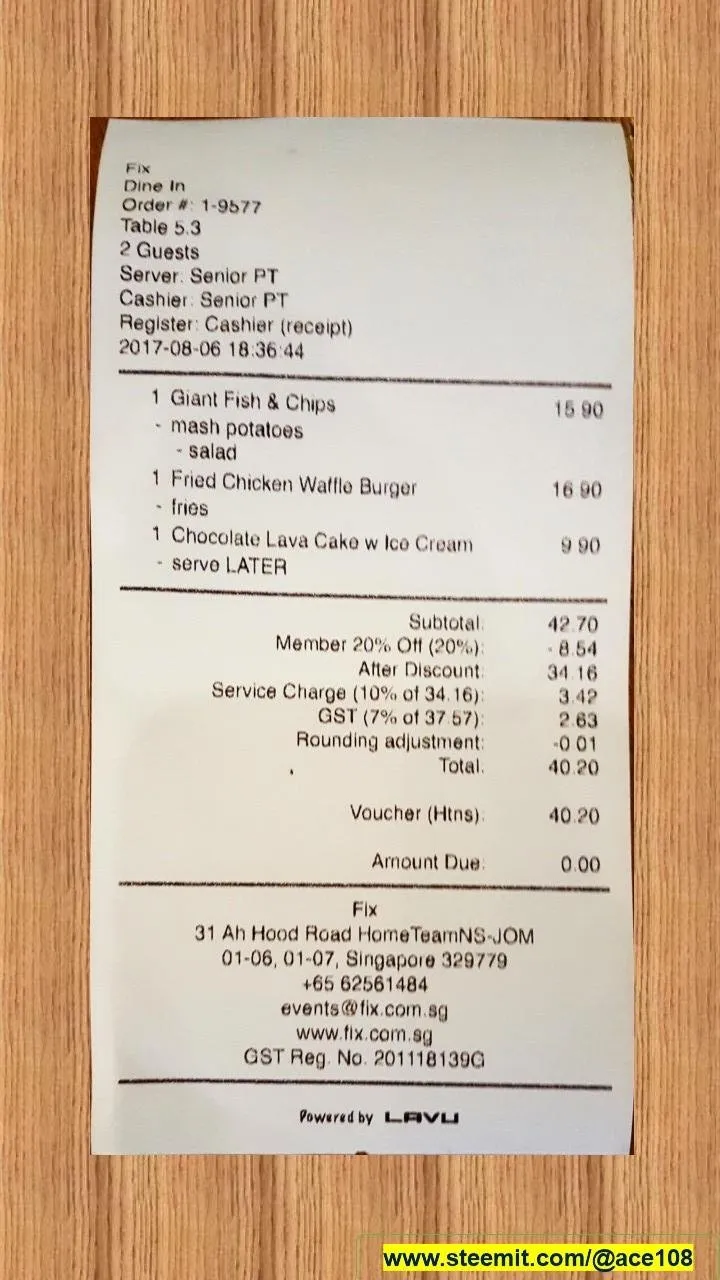 Fix
Dine In
Order #: 1-9577
Table 5.3
2 Guests
Server: Senior PT
Cashier: Senior PT
Register: Cashier (receipt)
2017-08-06 18:36:44
1 Giant Fish & Chips 15.90
- mash potatoes
- salad
1 Fried Chicken Waffle Burger 16.90
- fries
1 Chocolate Lava Cake w Ice Cream 9.90
- serve LATER
Subtotal: 42.70
Member 20% Off (20%): - 8.54
After Discount: 34.16
Service Charge (10% of 34.16): 3.42
GST (7% of 37.57): 2.63
Rounding adjustment: -0.01
Total: 40.20
Voucher (Htns): 40.20
Amount Due: 0.00
Fix
31 Ah Hood Road HomeTeamNS-JOM
01-06, 01-07, Singapore 329779
+65 62561484
events@fix.com.sg
www.fix.com.sg
GST Reg. No. 201118139G
Powered by LAVU
www.steemit.com/@ace108